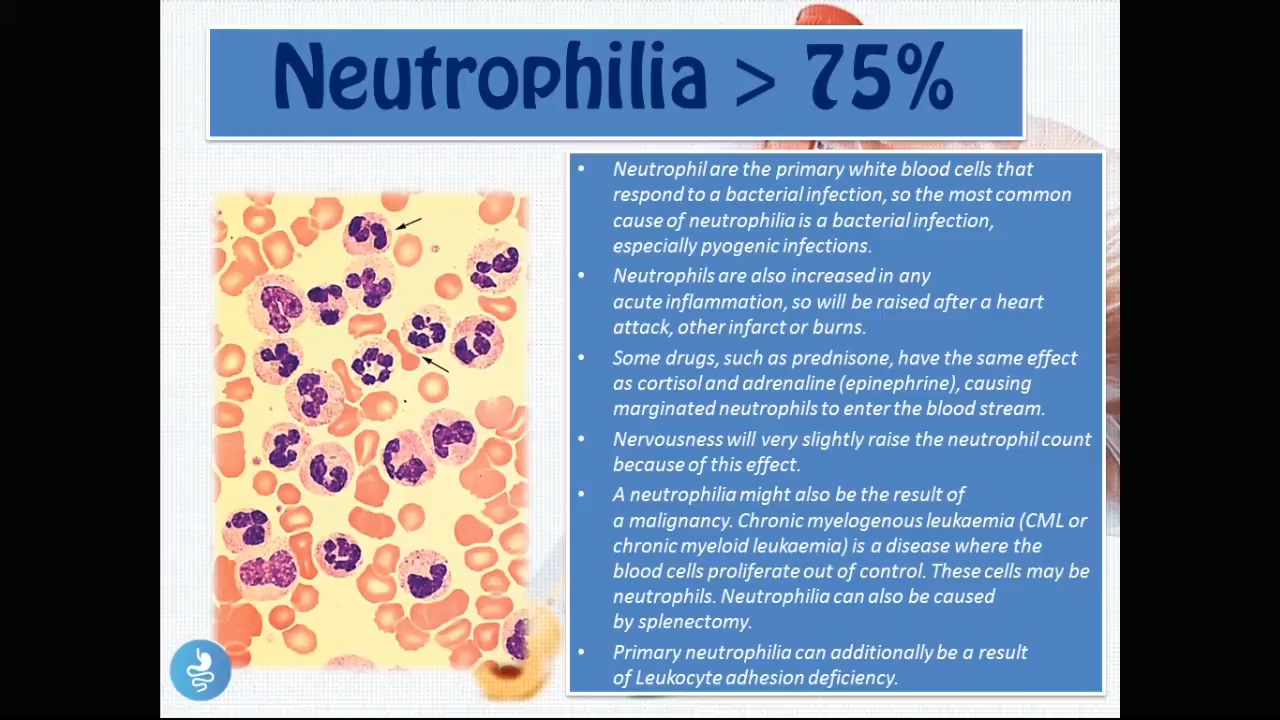 Neutrophilia > 75%
• Neutrophil are the primary white blood cells that
respond to a bacterial infection, so the most common
cause of neutrophilia is a bacterial infection,
especially pyogenic infections.
• Neutrophils are also increased in any
acute inflammation, so will be raised after a heart
attack, other infarct or burns.
• Some drugs, such as prednisone, have the same effect
as cortisol and adrenaline (epinephrine), causing
marginated neutrophils to enter the blood stream.
• Nervousness will very slightly raise the neutrophil count
because of this effect.
• A neutrophilia might also be the result of
a malignancy. Chronic myelogenous leukaemia (CML or
chronic myeloid leukaemia) is a disease where the
blood cells proliferate out of control. These cells may be
neutrophils. Neutrophilia can also be caused
by splenectomy.
• Primary neutrophilia can additionally be a result
of Leukocyte adhesion deficiency.